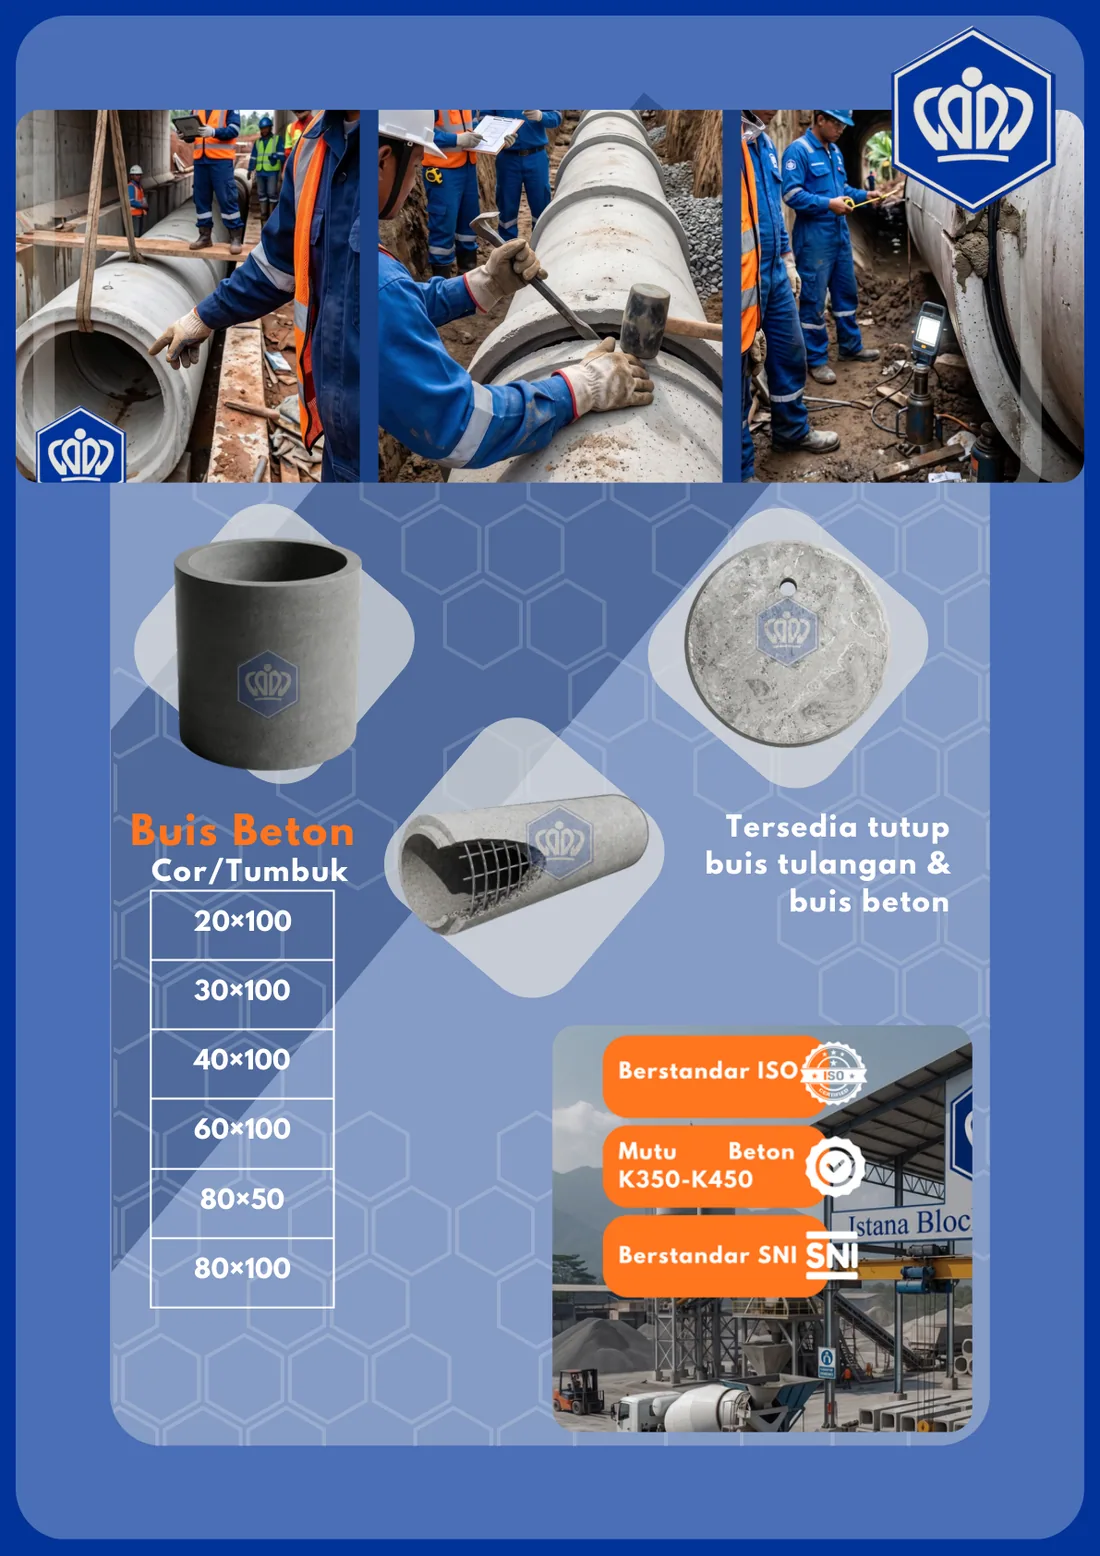 Buis Beton
Cor/Tumbuk
20×100
30×100
40×100
60×100
80×50
80×100
Tersedia tutup
buis tulangan &
buis beton
Berstandar ISO
ISO
CERTIFIED
Mutu Beton
K350-K450
Berstandar SNI
SNI
Istana Bloc